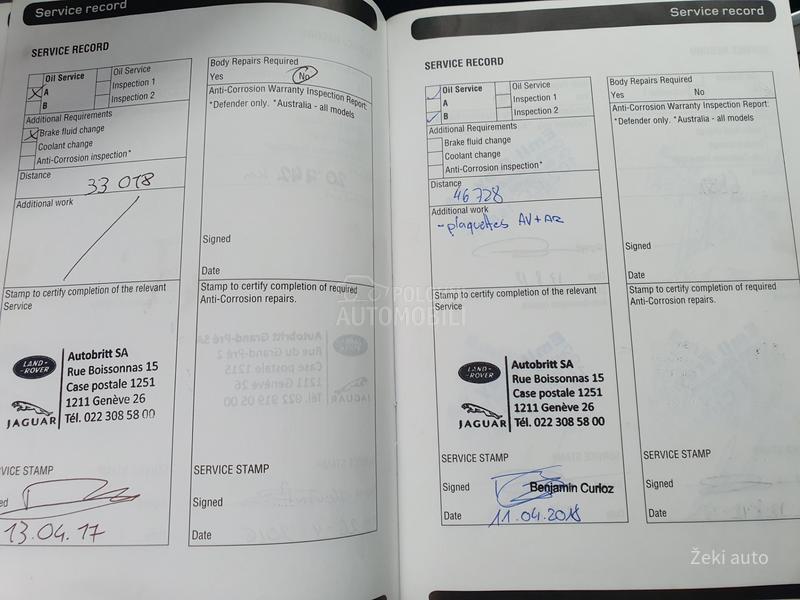 Service record
SERVICE RECORD
Oil Service
A
B
Oil Service
Inspection 1
Inspection 2
Additional Requirements
Brake fluid change
Coolant change
Anti-Corrosion inspection*
Distance
33 018
Additional work
Stamp to certify completion of the relevant
Service
LAND-
ROVER
JAGUAR
Autobritt SA
Rue Boissonnas 15
Case postale 1251
1211 Genève 26
Tél. 022 308 58 00
SERVICE STAMP
13.04.17
Body Repairs Required
Yes No
Anti-Corrosion Warranty Inspection Report:
*Defender only. *Australia - all models
Signed
Date
Stamp to certify completion of required
Anti-Corrosion repairs.
SERVICE STAMP
Signed
Date
Service record
SERVICE RECORD
Oil Service
A
B
Oil Service
Inspection 1
Inspection 2
Additional Requirements
Brake fluid change
Coolant change
Anti-Corrosion inspection*
Distance
46 728
Additional work
- plaquettes AV + AR
Stamp to certify completion of the relevant
Service
LAND-
ROVER
JAGUAR
Autobritt SA
Rue Boissonnas 15
Case postale 1251
1211 Genève 26
Tél. 022 308 58 00
SERVICE STAMP
Signed Benjamin Curloz
Date 11.04.2018
Body Repairs Required
Yes No
Anti-Corrosion Warranty Inspection Report:
*Defender only. *Australia - all models
Signed
Date
Stamp to certify completion of required
Anti-Corrosion repairs.
SERVICE STAMP
Signed
Date
POLOVNI
AUTOMOBILI
Žeki auto